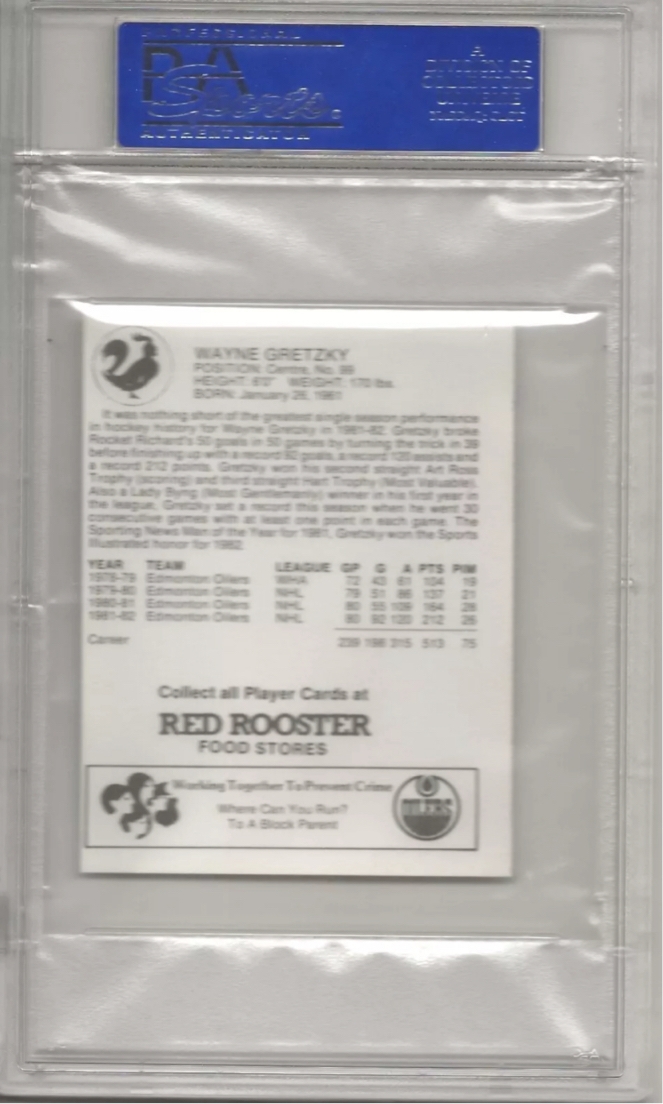 PSA
Sports.
AUTHENTICATOR
A
DIVISION OF
UNIVERSE
WAYNE GRETZKY
POSITION: Centre, No. 99
HEIGHT: 6'0" WEIGHT: 170 lbs.
BORN: January 26, 1961
It was nothing short of the greatest single season performance
in hockey history for Wayne Gretzky in 1981-82. Gretzky broke
Rocket Richard's 50 goals in 50 games by turning the trick in 39
before finishing up with a record 92 goals, a record 120 assists and
a record 212 points. Gretzky won his second straight Art Ross
Trophy (scoring) and third straight Hart Trophy (Most Valuable).
Also a Lady Byng (Most Gentlemanly) winner in his first year in
the league, Gretzky set a record this season when he went 30
consecutive games with at least one point in each game. The
Sporting News Man of the Year for 1981, Gretzky won the Sports
Illustrated honor for 1982.
YEAR TEAM LEAGUE GP G A PTS PIM
1978-79 Edmonton Oilers WHA 72 43 61 104 19
1979-80 Edmonton Oilers NHL 79 51 86 137 21
1980-81 Edmonton Oilers NHL 80 55 109 164 28
1981-82 Edmonton Oilers NHL 80 92 120 212 26
Career 239 198 315 513 75
Collect all Player Cards at
RED ROOSTER
FOOD STORES
Working Together To Prevent Crime
Where Can You Run?
To A Block Parent
OILERS